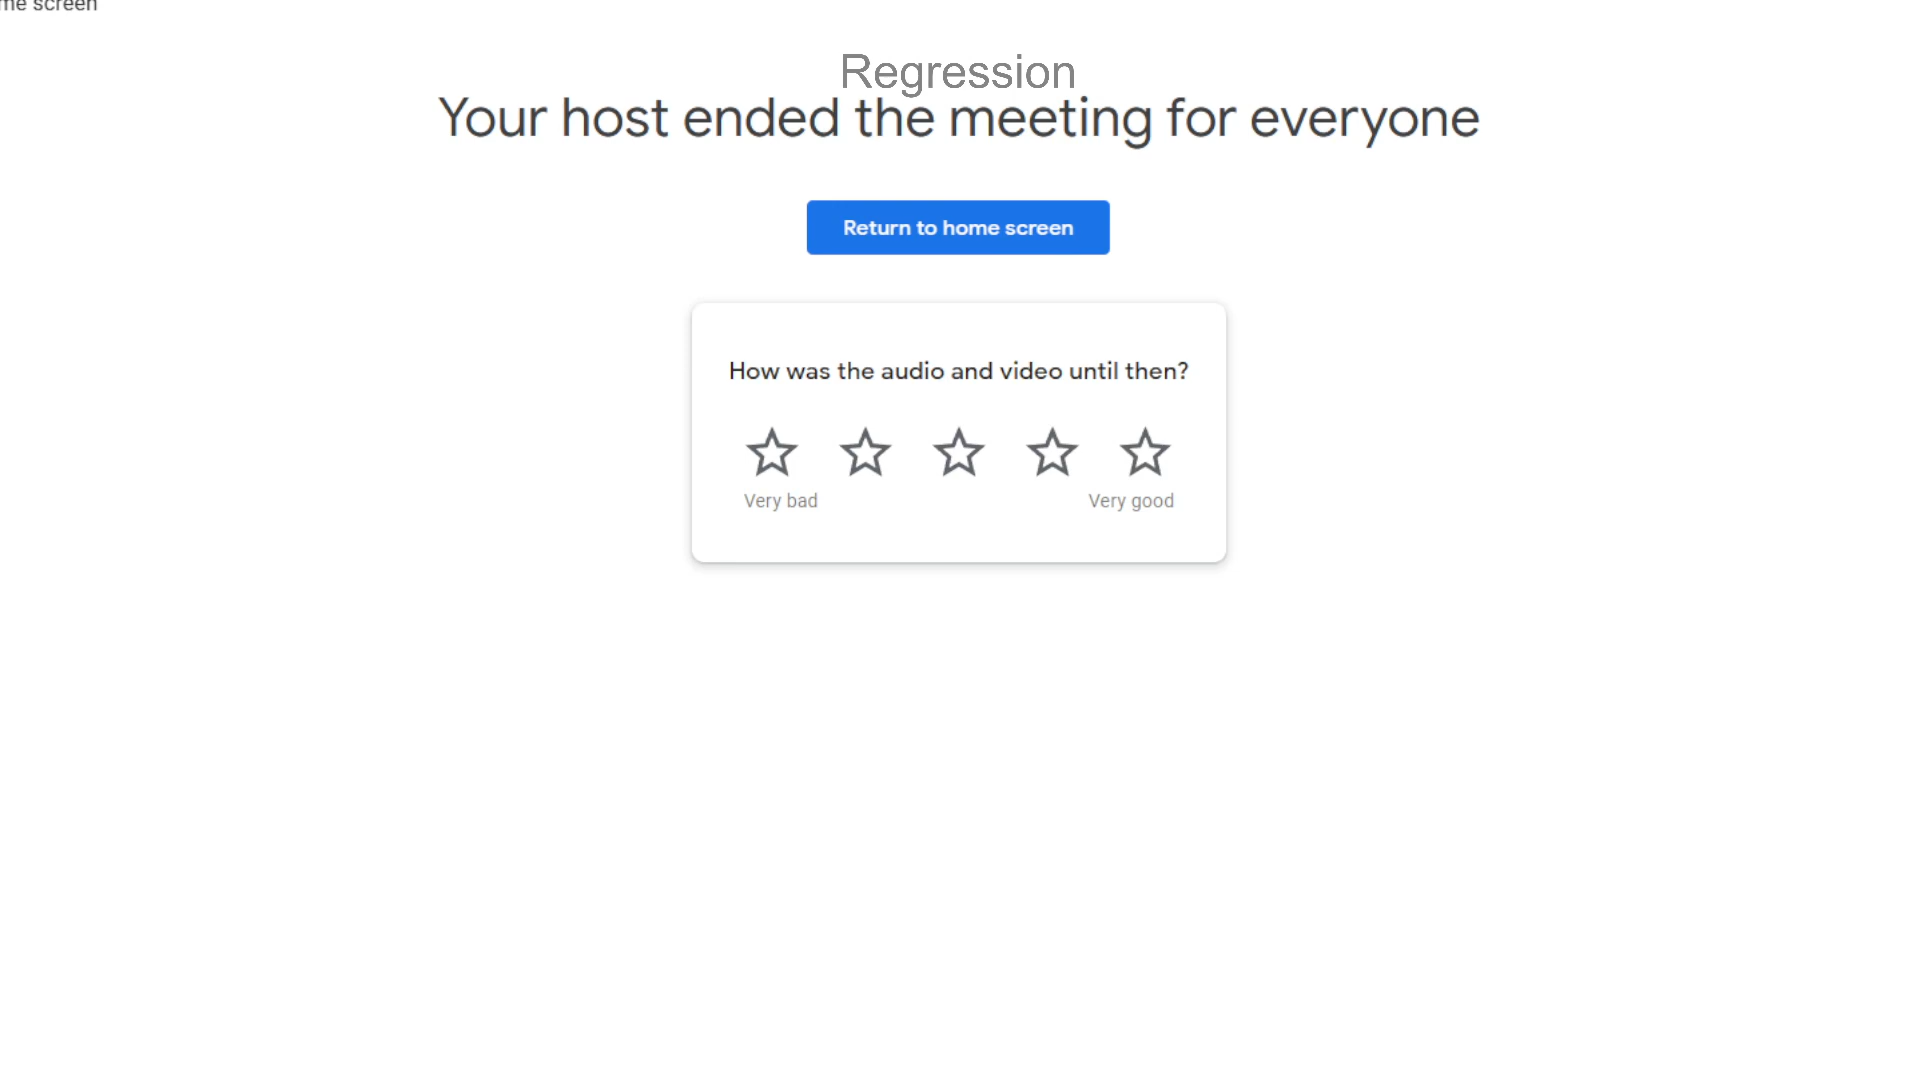 me screen
Regression
Your host ended the meeting for everyone
Return to home screen
How was the audio and video until then?
Very bad
Very good